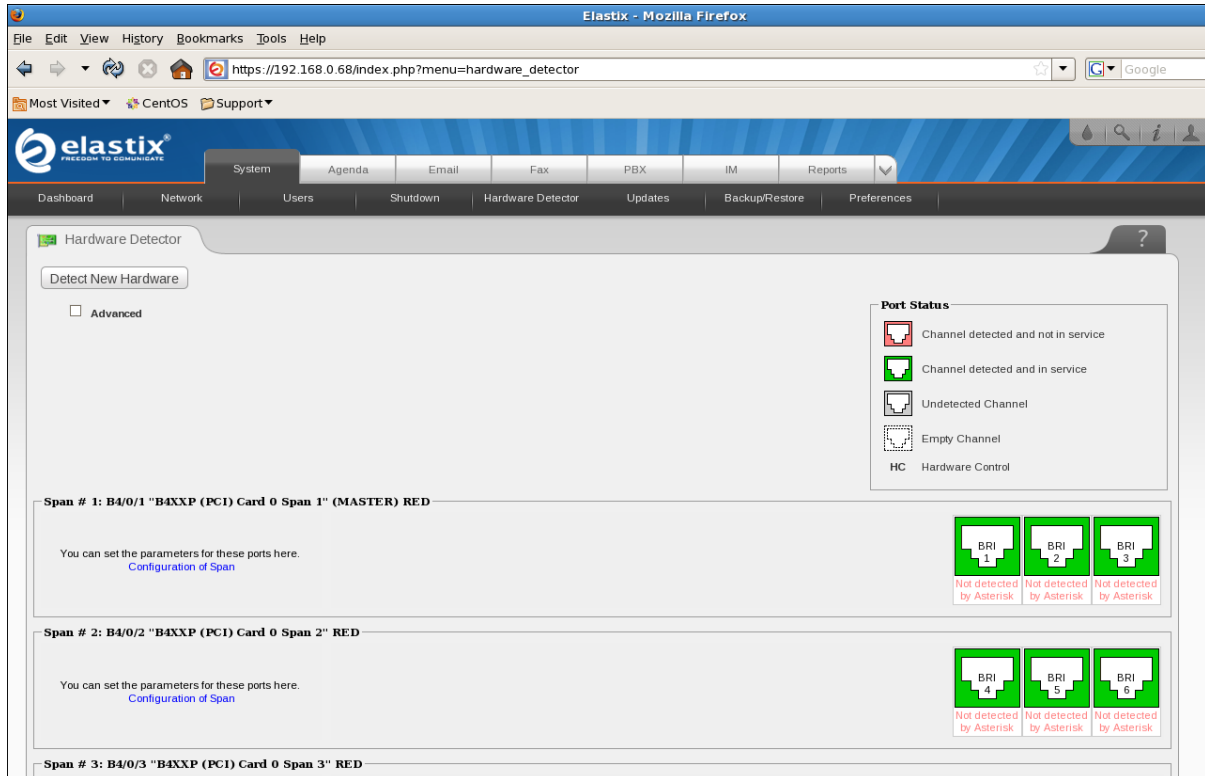 Elastix - Mozilla Firefox
File Edit View History Bookmarks Tools Help
https://192.168.0.68/index.php?menu=hardware_detector
G Google
Most Visited CentOS Support
elastix®
FREEDOM TO COMUNICATE
System Agenda Email Fax PBX IM Reports
Dashboard Network Users Shutdown Hardware Detector Updates Backup/Restore Preferences
Hardware Detector ?
Detect New Hardware
Advanced
Port Status
Channel detected and not in service
Channel detected and in service
Undetected Channel
Empty Channel
HC Hardware Control
Span # 1: B4/0/1 "B4XXP (PCI) Card 0 Span 1" (MASTER) RED
You can set the parameters for these ports here.
Configuration of Span
BRI BRI BRI
1 2 3
Not detected Not detected Not detected
by Asterisk by Asterisk by Asterisk
Span # 2: B4/0/2 "B4XXP (PCI) Card 0 Span 2" RED
You can set the parameters for these ports here.
Configuration of Span
BRI BRI BRI
4 5 6
Not detected Not detected Not detected
by Asterisk by Asterisk by Asterisk
Span # 3: B4/0/3 "B4XXP (PCI) Card 0 Span 3" RED